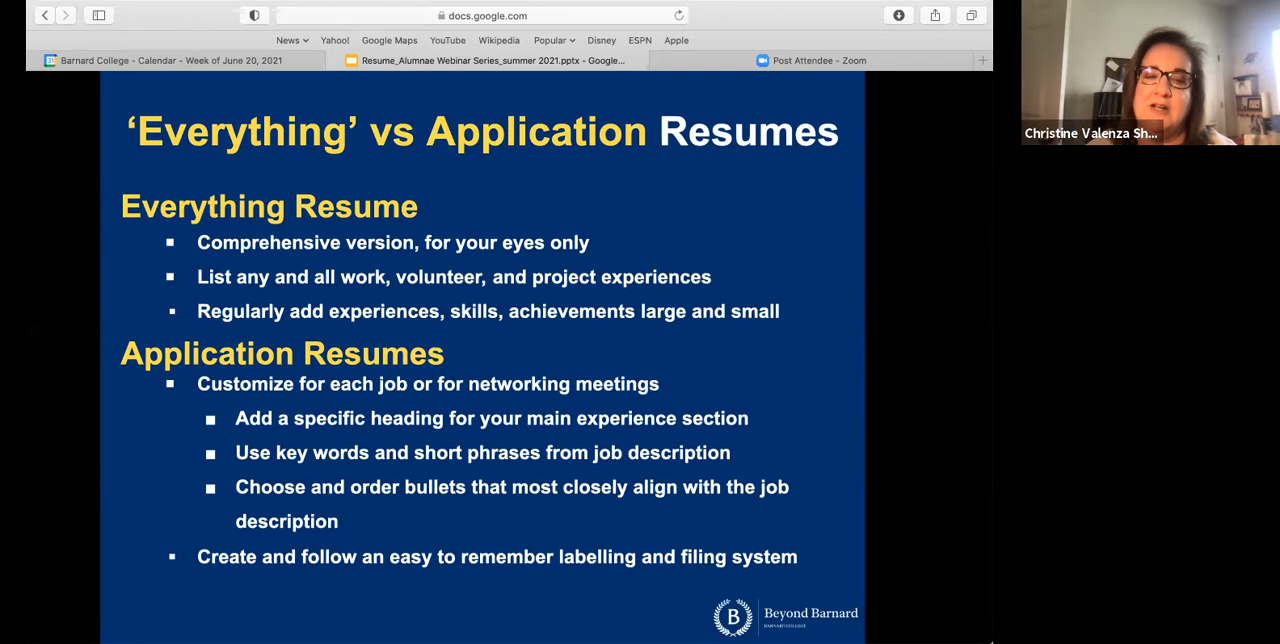 docs.google.com
News Yahoo! Google Maps YouTube Wikipedia Popular Disney ESPN Apple
Barnard College - Calendar - Week of June 20, 2021
Resume_Alumnae Webinar Series_summer 2021.pptx - Google...
Post Attendee - Zoom
Christine Valenza Sh...
‘Everything’ vs Application Resumes
Everything Resume
Comprehensive version, for your eyes only
List any and all work, volunteer, and project experiences
Regularly add experiences, skills, achievements large and small
Application Resumes
Customize for each job or for networking meetings
Add a specific heading for your main experience section
Use key words and short phrases from job description
Choose and order bullets that most closely align with the job
description
Create and follow an easy to remember labelling and filing system
B
Beyond Barnard
BARNARD COLLEGE